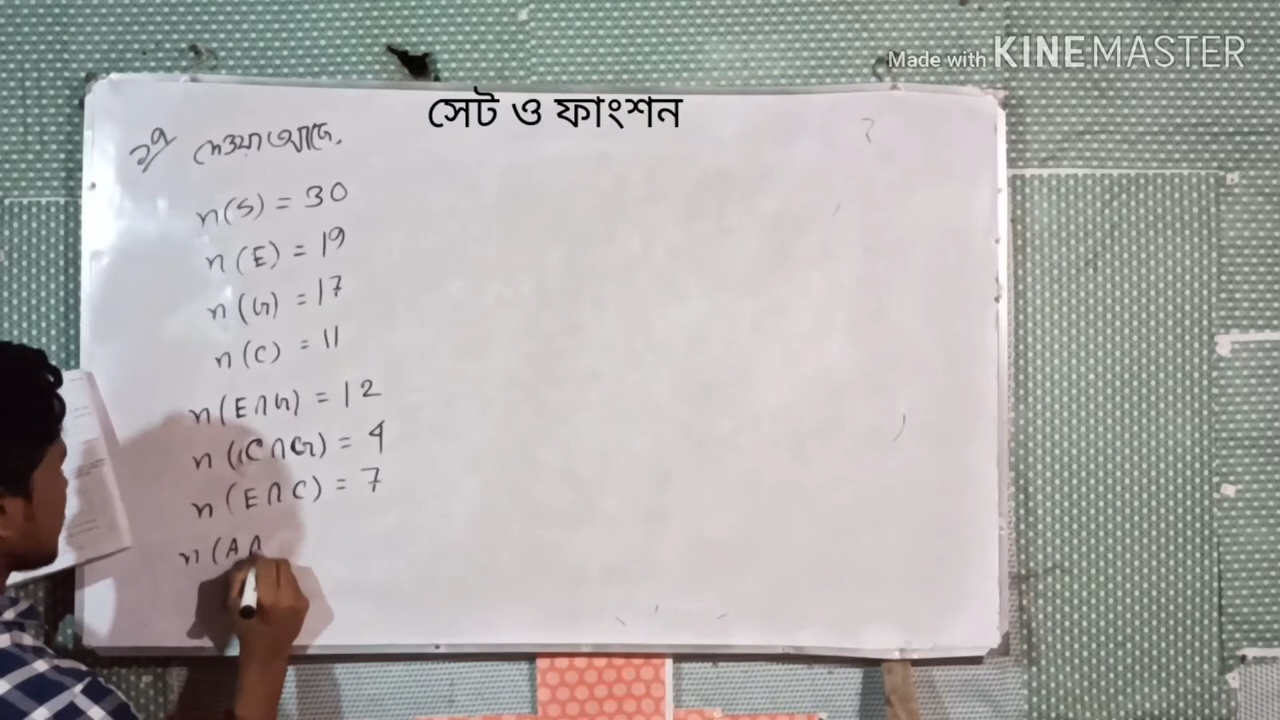 Made with KINEMASTER
সেট ও ফাংশন
২৭ দেওয়া আছে,
n(S) = 30
n(E) = 19
n(G) = 17
n(C) = 11
n(E∩G) = 12
n(C∩G) = 4
n(E∩C) = 7
n(A∩